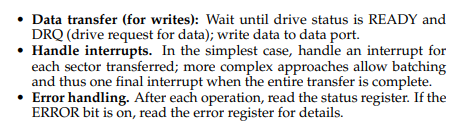 • Data transfer (for writes): Wait until drive status is READY and
DRQ (drive request for data); write data to data port.
• Handle interrupts. In the simplest case, handle an interrupt for
each sector transferred; more complex approaches allow batching
and thus one final interrupt when the entire transfer is complete.
• Error handling. After each operation, read the status register. If the
ERROR bit is on, read the error register for details.